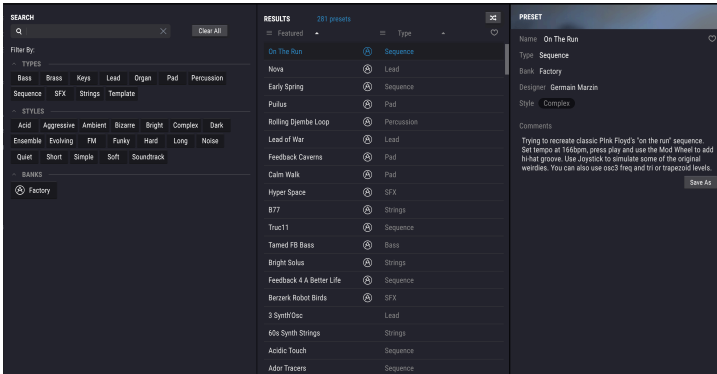 SEARCH
Clear All
Filter By:
TYPES
Bass Brass Keys Lead Organ Pad Percussion
Sequence SFX Strings Template
STYLES
Acid Aggressive Ambient Bizarre Bright Complex Dark
Ensemble Evolving FM Funky Hard Long Noise
Quiet Short Simple Soft Soundtrack
BANKS
Factory
RESULTS 281 presets
Featured Type
On The Run Sequence
Nova Lead
Early Spring Sequence
Puilus Pad
Rolling Djembe Loop Percussion
Lead of War Lead
Feedback Caverns Pad
Calm Walk Pad
Hyper Space SFX
B77 Strings
Truc11 Sequence
Tamed FB Bass Bass
Bright Solus Strings
Feedback 4 A Better Life Sequence
Berzerk Robot Birds SFX
3 Synth'Osc Lead
60s Synth Strings Strings
Acidic Touch Sequence
Ador Tracers Sequence
PRESET
Name On The Run
Type Sequence
Bank Factory
Designer Germain Marzin
Style Complex
Comments
Trying to recreate classic PInk Floyd's "on the run" sequence.
Set tempo at 166bpm, press play and use the Mod Wheel to add
hi-hat groove. Use Joystick to simulate some of the original
weirdies. You can also use osc3 freq and tri or trapezoid levels.
Save As